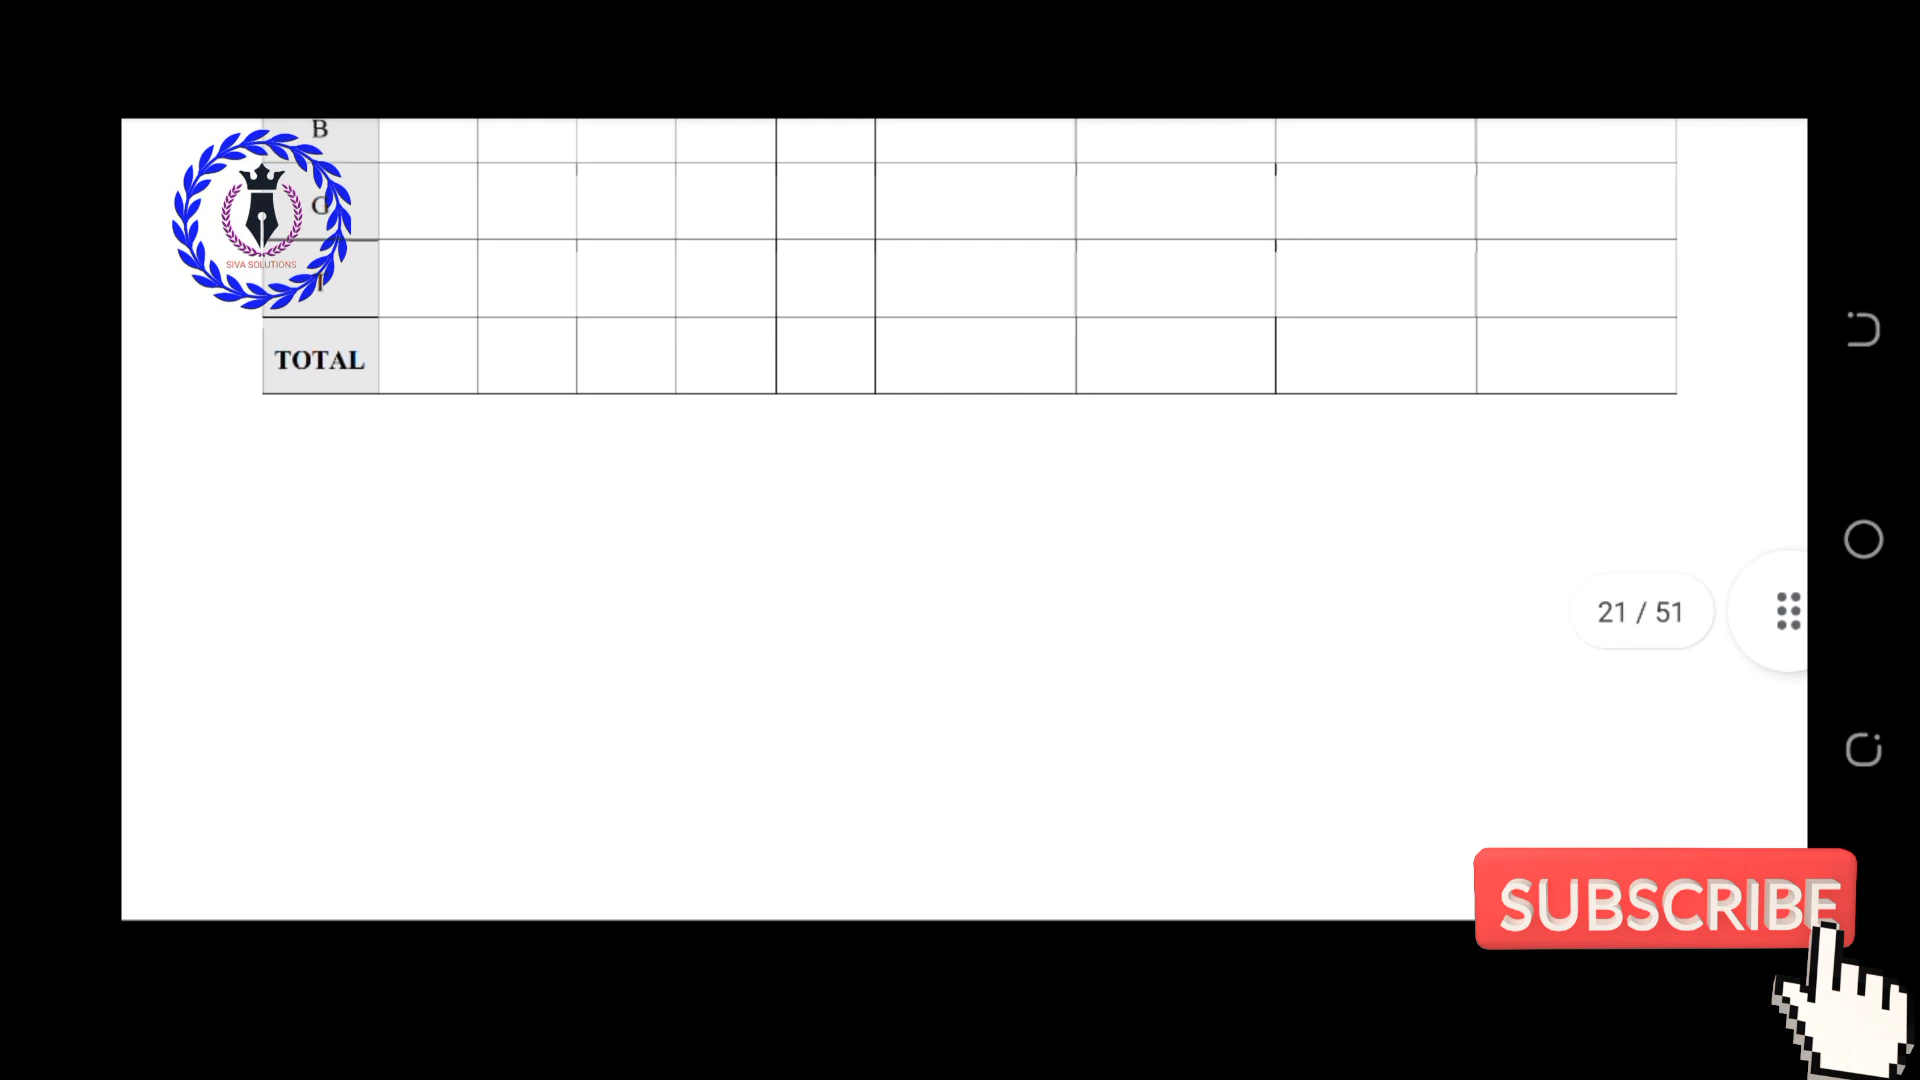 B
G
T
TOTAL
SIVA SOLUTIONS
21 / 51
SUBSCRIBE